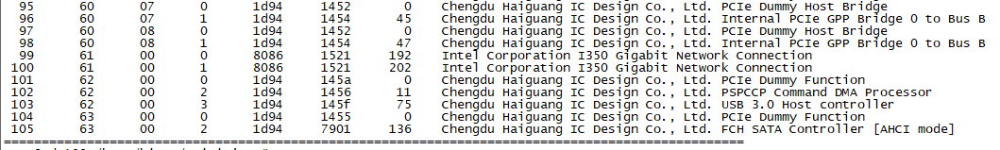 95 60 07 0 1d94 1452 0 Chengdu Haiguang IC Design Co., Ltd. PCIe Dummy Host Bridge
96 60 07 1 1d94 1454 45 Chengdu Haiguang IC Design Co., Ltd. Internal PCIe GPP Bridge 0 to Bus B
97 60 08 0 1d94 1452 0 Chengdu Haiguang IC Design Co., Ltd. PCIe Dummy Host Bridge
98 60 08 1 1d94 1454 47 Chengdu Haiguang IC Design Co., Ltd. Internal PCIe GPP Bridge 0 to Bus B
99 61 00 0 8086 1521 192 Intel Corporation I350 Gigabit Network Connection
100 61 00 1 8086 1521 202 Intel Corporation I350 Gigabit Network Connection
101 62 00 0 1d94 145a 0 Chengdu Haiguang IC Design Co., Ltd. PCIe Dummy Function
102 62 00 2 1d94 1456 11 Chengdu Haiguang IC Design Co., Ltd. PSPCCP Command DMA Processor
103 62 00 3 1d94 145f 75 Chengdu Haiguang IC Design Co., Ltd. USB 3.0 Host controller
104 63 00 0 1d94 1455 0 Chengdu Haiguang IC Design Co., Ltd. PCIe Dummy Function
105 63 00 2 1d94 7901 136 Chengdu Haiguang IC Design Co., Ltd. FCH SATA Controller [AHCI mode]